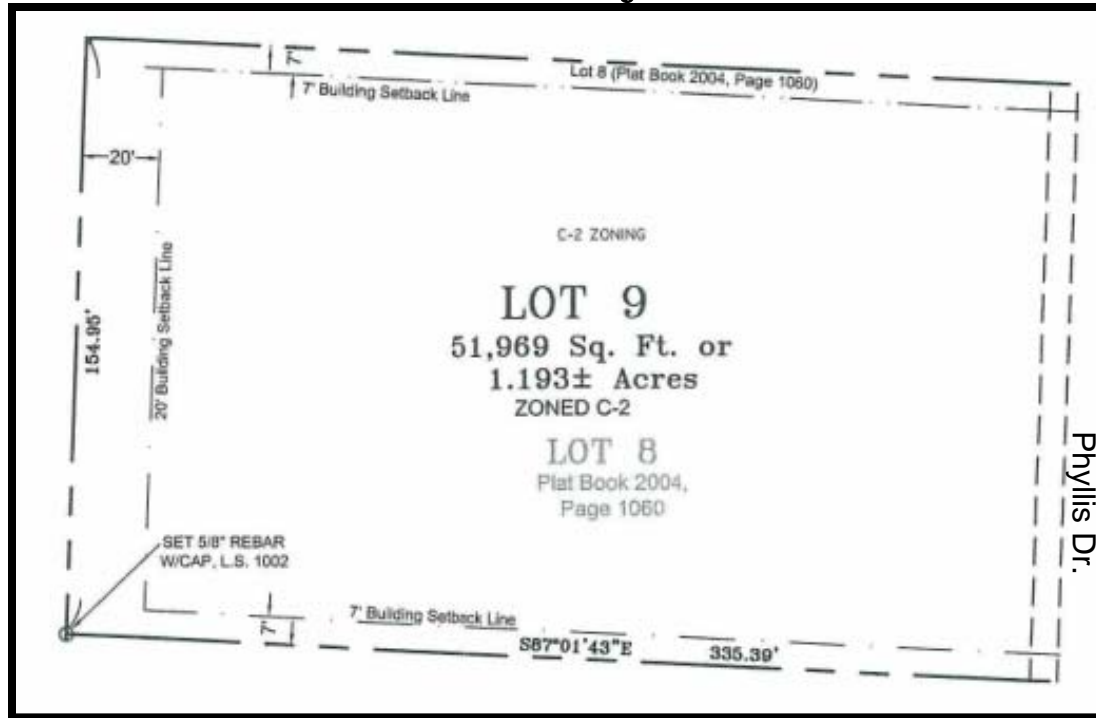 7'
Lot 8 (Plat Book 2004, Page 1060)
7' Building Setback Line
20'
C-2 ZONING
LOT 9
51,969 Sq. Ft. or
1.193± Acres
ZONED C-2
LOT 8
Plat Book 2004,
Page 1060
154.95'
20' Building Setback Line
Phyllis Dr.
SET 5/8" REBAR
W/CAP, L.S. 1002
7' Building Setback Line
7'
S87°01'43"E 335.39'